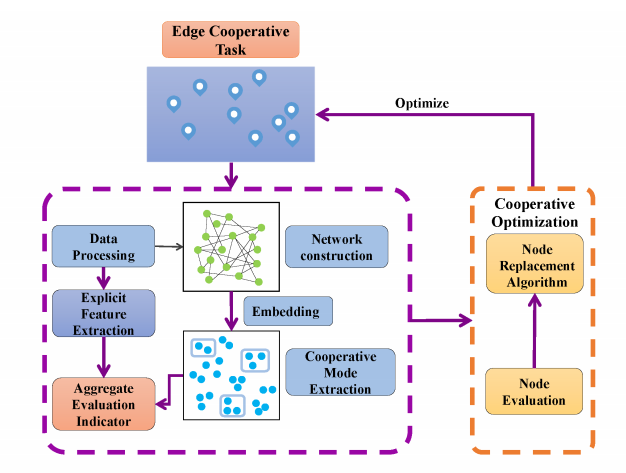 Edge Cooperative
Task
Optimize
Data
Processing
Network
construction
Explicit
Feature
Extraction
Embedding
Cooperative
Mode
Extraction
Aggregate
Evaluation
Indicator
Cooperative
Optimization
Node
Replacement
Algorithm
Node
Evaluation